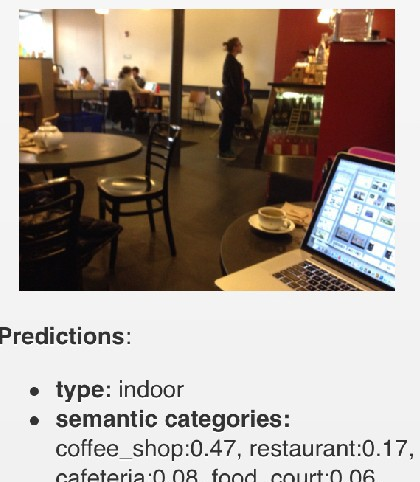 Predictions:
type: indoor
semantic categories:
coffee_shop:0.47, restaurant:0.17,
cafeteria:0.08, food_court:0.06,